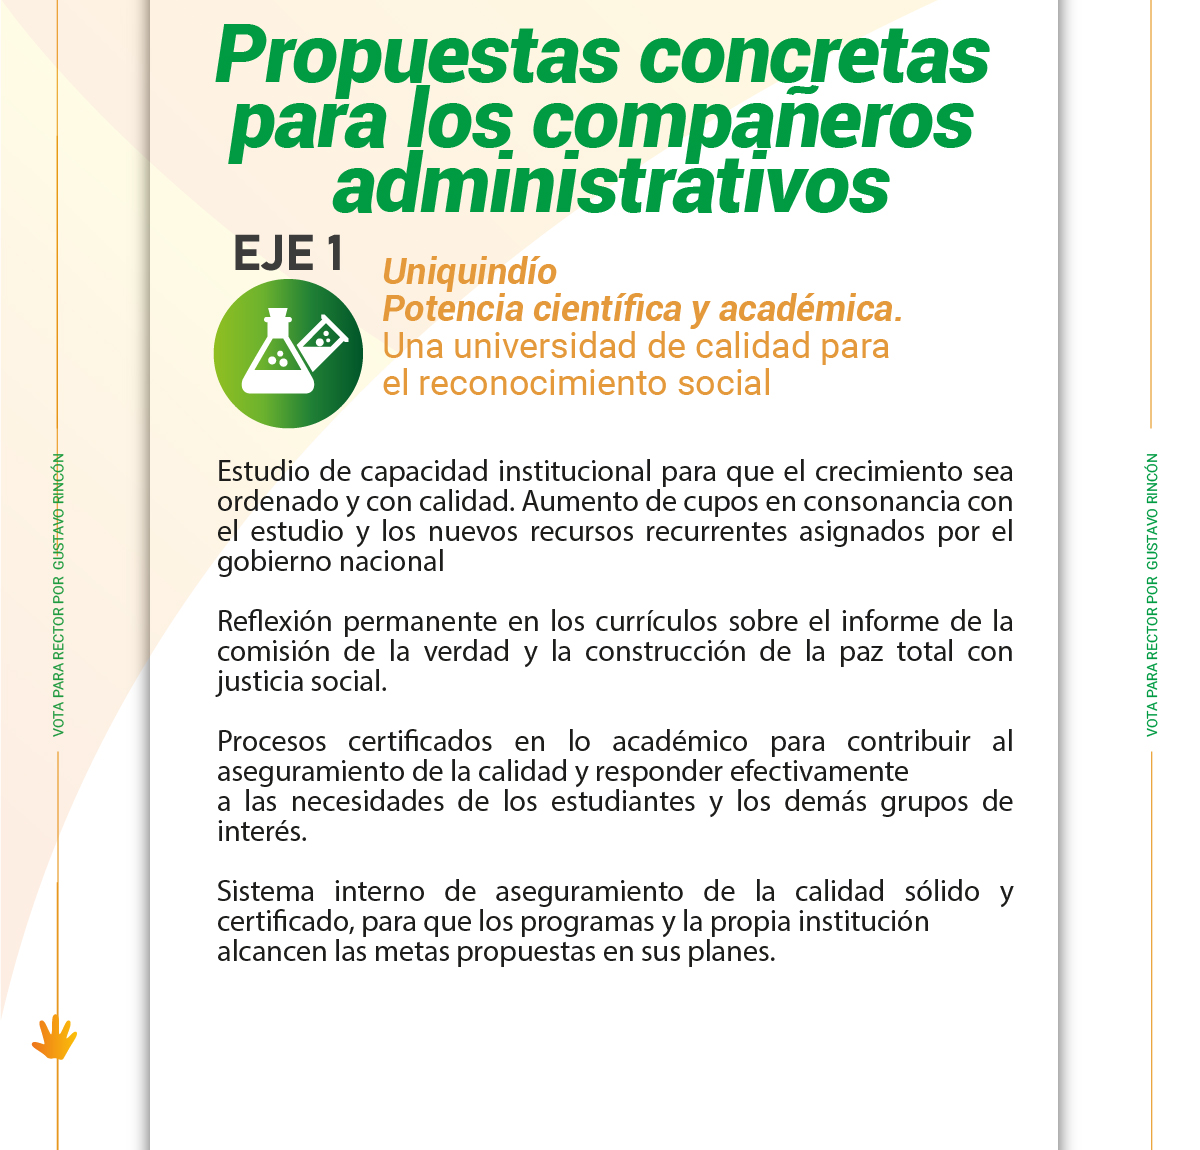 Propuestas concretas
para los compañeros
administrativos
EJE 1
Uniquindío
Potencia científica y académica.
Una universidad de calidad para
el reconocimiento social
Estudio de capacidad institucional para que el crecimiento sea
ordenado y con calidad. Aumento de cupos en consonancia con
el estudio y los nuevos recursos recurrentes asignados por el
gobierno nacional
Reflexión permanente en los currículos sobre el informe de la
comisión de la verdad y la construcción de la paz total con
justicia social.
Procesos certificados en lo académico para contribuir al
aseguramiento de la calidad y responder efectivamente
a las necesidades de los estudiantes y los demás grupos de
interés.
Sistema interno de aseguramiento de la calidad sólido y
certificado, para que los programas y la propia institución
alcancen las metas propuestas en sus planes.
VOTA PARA RECTOR POR GUSTAVO RINCÓN
VOTA PARA RECTOR POR GUSTAVO RINCÓN